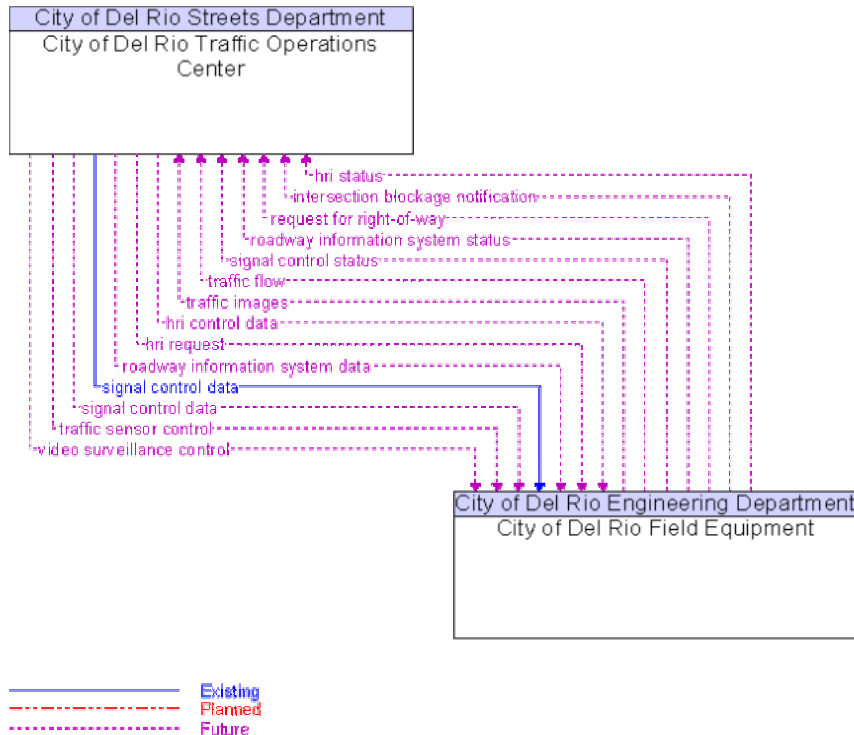 City of Del Rio Streets Department
City of Del Rio Traffic Operations
Center
hri status
intersection blockage notification
request for right-of-way
roadway information system status
signal control status
traffic flow
traffic images
hri control data
hri request
roadway information system data
signal control data
signal control data
traffic sensor control
video surveillance control
City of Del Rio Engineering Department
City of Del Rio Field Equipment
Existing
Planned
Future